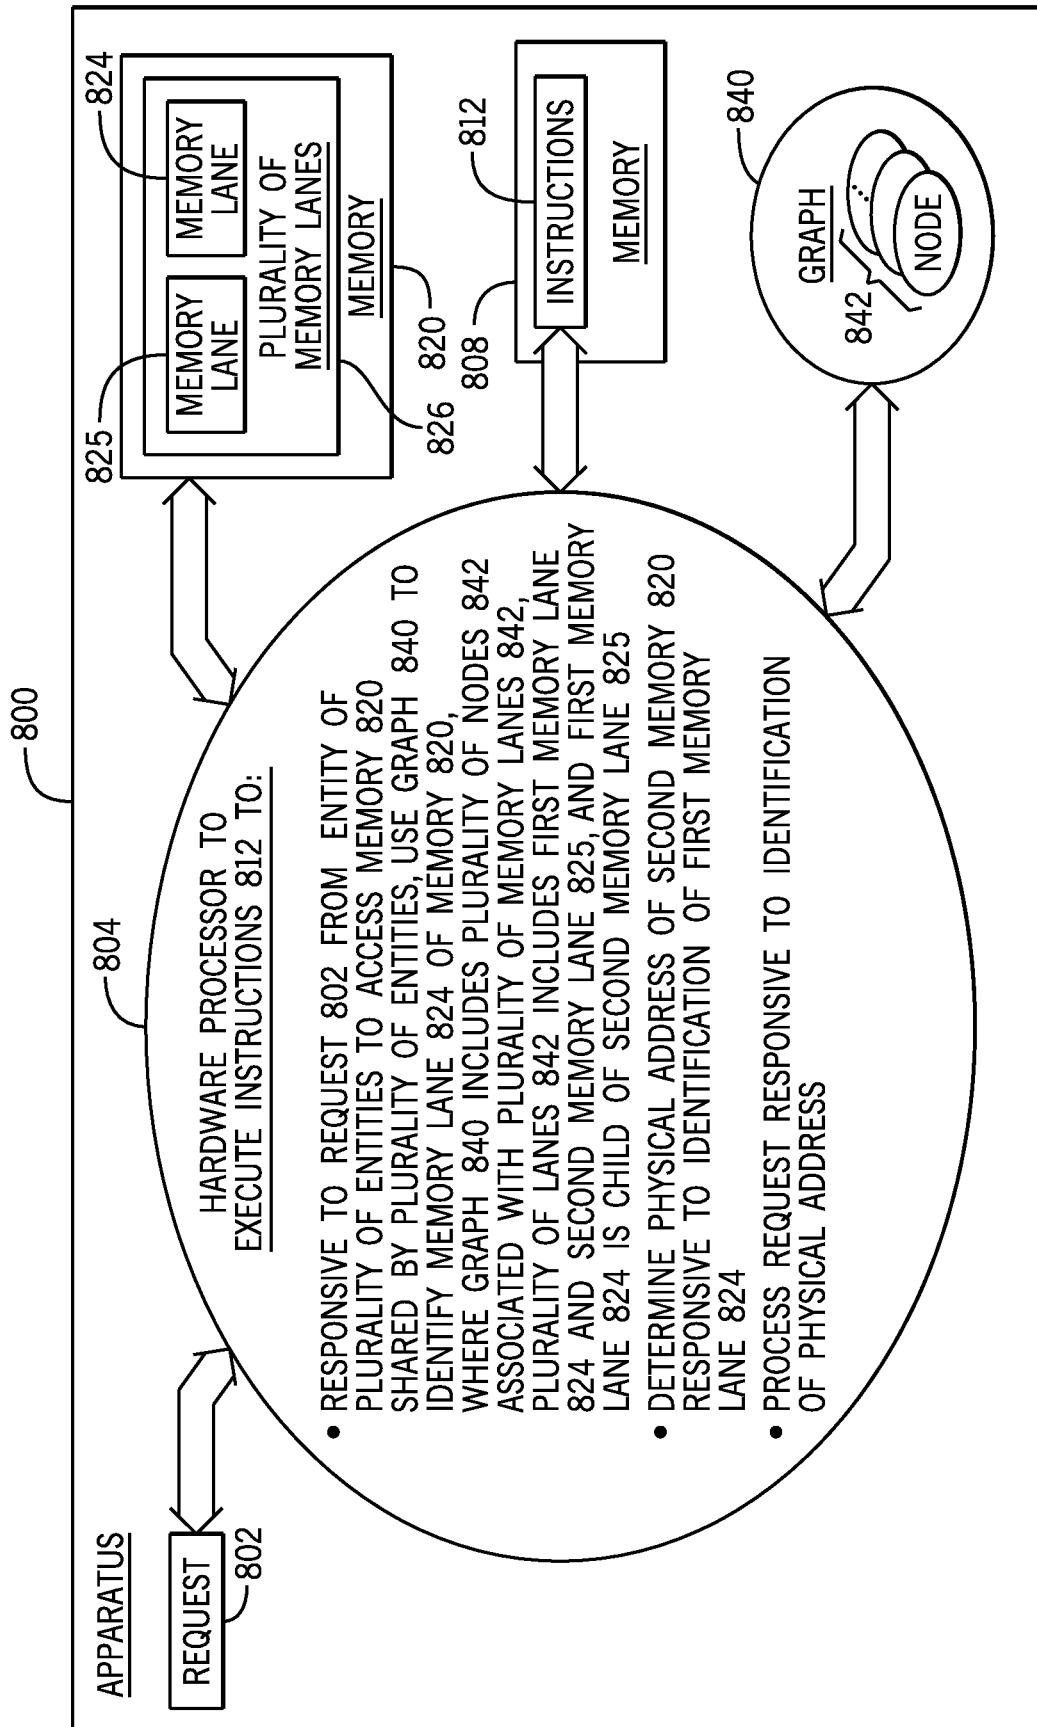 800
APPARATUS
REQUEST
802
804
HARDWARE PROCESSOR TO
EXECUTE INSTRUCTIONS 812 TO:
• RESPONSIVE TO REQUEST 802 FROM ENTITY OF
PLURALITY OF ENTITIES TO ACCESS MEMORY 820
SHARED BY PLURALITY OF ENTITIES, USE GRAPH 840 TO
IDENTIFY MEMORY LANE 824 OF MEMORY 820,
WHERE GRAPH 840 INCLUDES PLURALITY OF NODES 842
ASSOCIATED WITH PLURALITY OF MEMORY LANES 842,
PLURALITY OF LANES 842 INCLUDES FIRST MEMORY LANE
824 AND SECOND MEMORY LANE 825, AND FIRST MEMORY
LANE 824 IS CHILD OF SECOND MEMORY LANE 825
• DETERMINE PHYSICAL ADDRESS OF SECOND MEMORY 820
RESPONSIVE TO IDENTIFICATION OF FIRST MEMORY
LANE 824
• PROCESS REQUEST RESPONSIVE TO IDENTIFICATION
OF PHYSICAL ADDRESS
825
824
MEMORY
LANE
MEMORY
LANE
PLURALITY OF
MEMORY LANES
MEMORY
826
820
808
812
INSTRUCTIONS
MEMORY
840
GRAPH
842
NODE